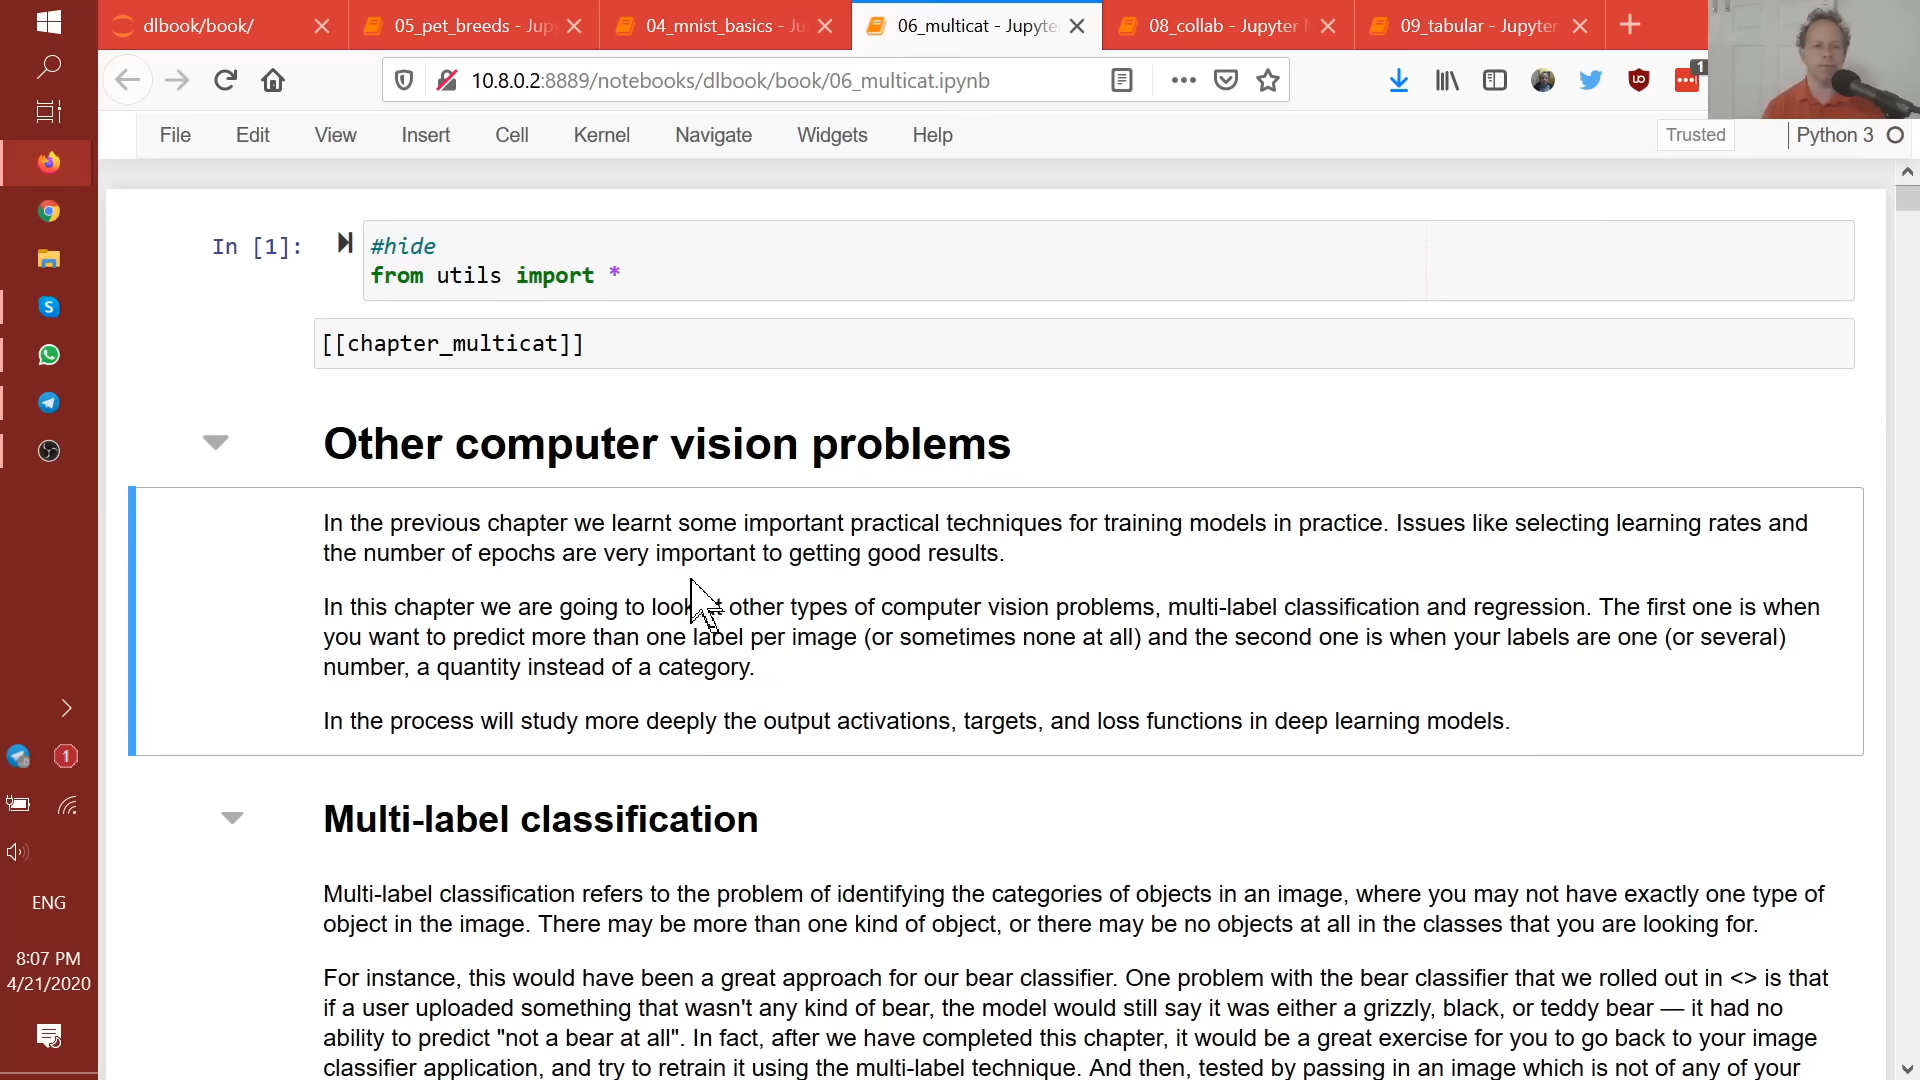 dlbook/book/
05_pet_breeds - Jup
04_mnist_basics - Ju
06_multicat - Jupyte
08_collab - Jupyter
09_tabular - Jupyter
10.8.0.2:8889/notebooks/dlbook/book/06_multicat.ipynb
1
File Edit View Insert Cell Kernel Navigate Widgets Help
Trusted
Python 3
In [1]:
#hide
from utils import *
[[chapter_multicat]]
Other computer vision problems
In the previous chapter we learnt some important practical techniques for training models in practice. Issues like selecting learning rates and
the number of epochs are very important to getting good results.
In this chapter we are going to look other types of computer vision problems, multi-label classification and regression. The first one is when
you want to predict more than one label per image (or sometimes none at all) and the second one is when your labels are one (or several)
number, a quantity instead of a category.
In the process will study more deeply the output activations, targets, and loss functions in deep learning models.
Multi-label classification
Multi-label classification refers to the problem of identifying the categories of objects in an image, where you may not have exactly one type of
object in the image. There may be more than one kind of object, or there may be no objects at all in the classes that you are looking for.
For instance, this would have been a great approach for our bear classifier. One problem with the bear classifier that we rolled out in <> is that
if a user uploaded something that wasn't any kind of bear, the model would still say it was either a grizzly, black, or teddy bear — it had no
ability to predict "not a bear at all". In fact, after we have completed this chapter, it would be a great exercise for you to go back to your image
classifier application, and try to retrain it using the multi-label technique. And then, tested by passing in an image which is not of any of your
1
ENG
8:07 PM
4/21/2020